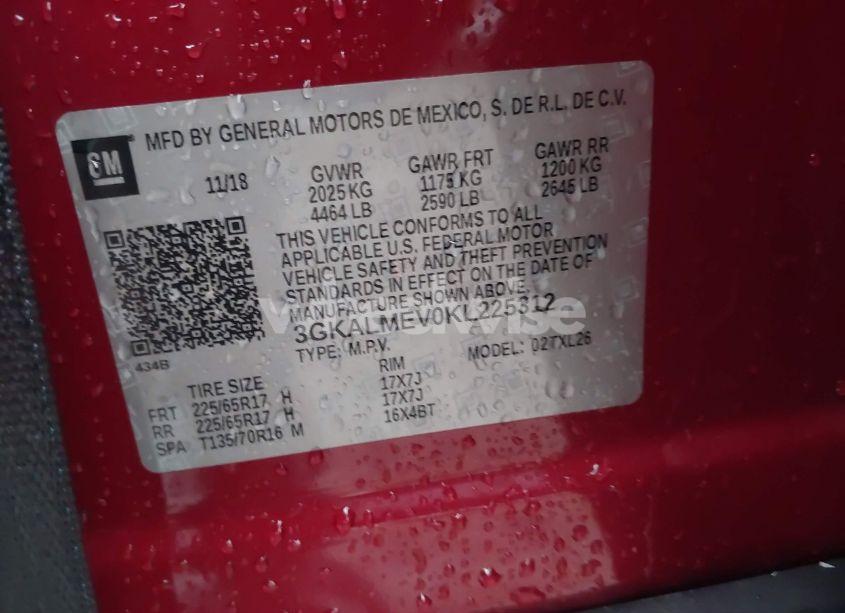 GM
MFD BY GENERAL MOTORS DE MEXICO, S. DE R.L. DE C.V.
11/18
GVWR GAWR FRT GAWR RR
2025 KG 1175 KG 1200 KG
4464 LB 2590 LB 2645 LB
THIS VEHICLE CONFORMS TO ALL
APPLICABLE U.S. FEDERAL MOTOR
VEHICLE SAFETY AND THEFT PREVENTION
STANDARDS IN EFFECT ON THE DATE OF
MANUFACTURE SHOWN ABOVE.
3GKALMEV0KL225312
TYPE: M.P.V. MODEL: 02TXL26
434B
TIRE SIZE RIM
FRT 225/65R17 H 17X7J
RR 225/65R17 H 17X7J
SPA T135/70R16 M 16X4BT